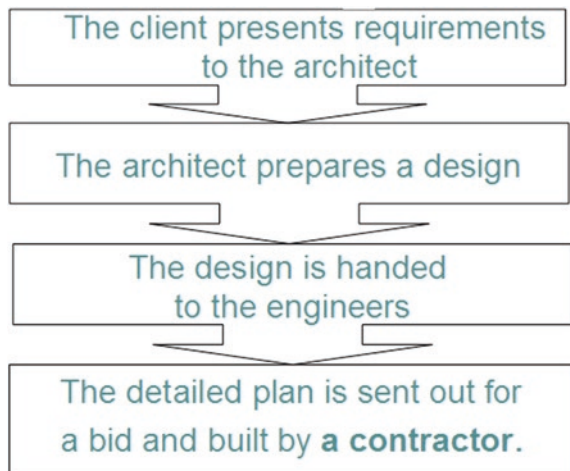 The client presents requirements
to the architect
The architect prepares a design
The design is handed
to the engineers
The detailed plan is sent out for
a bid and built by a contractor.